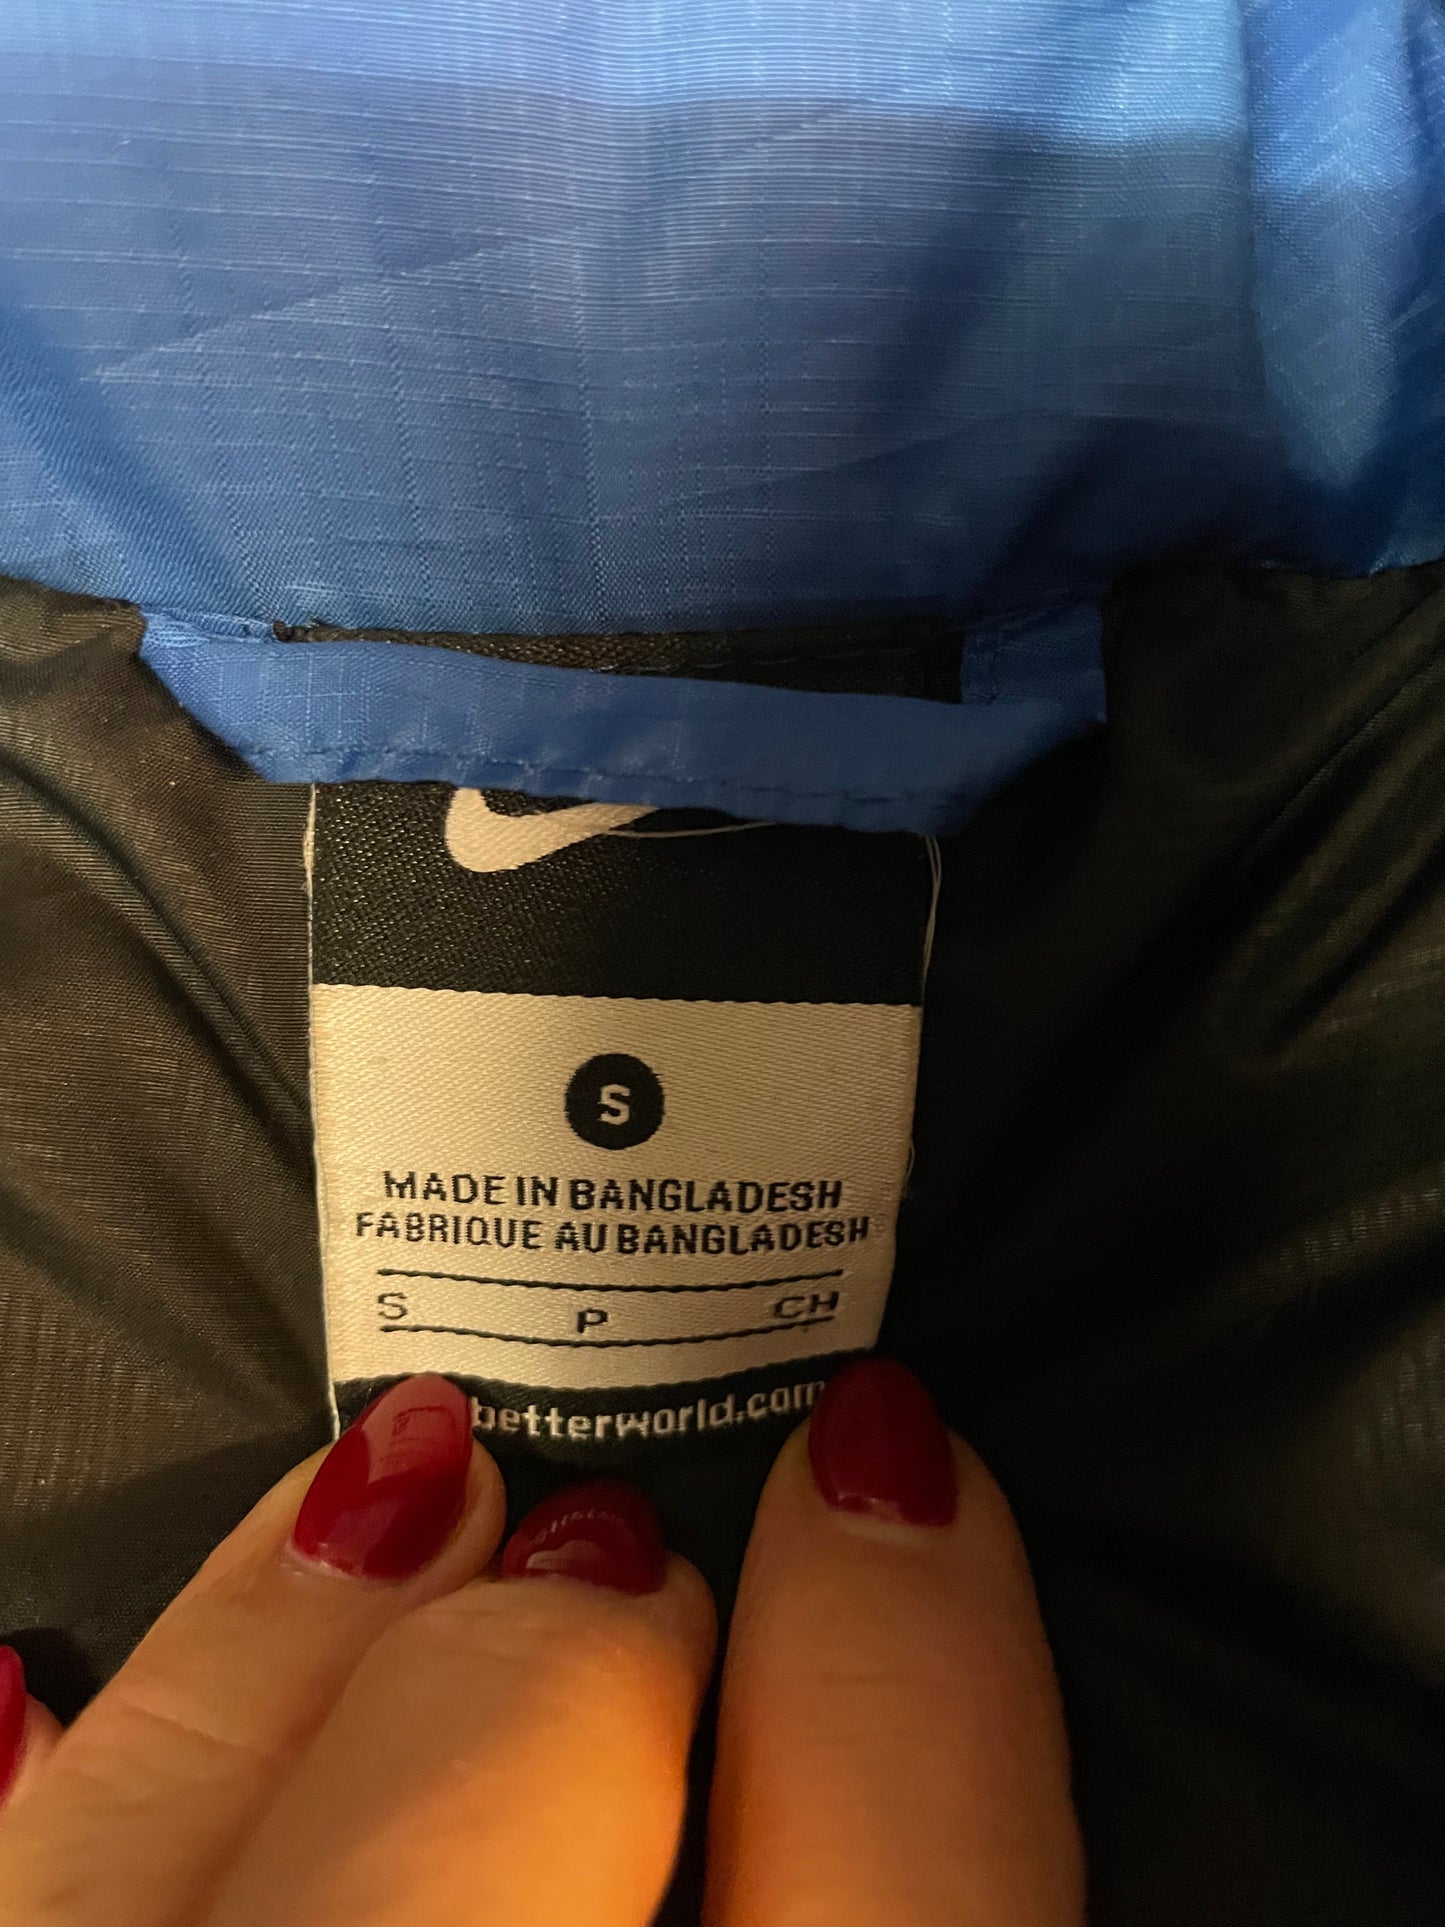 S
MADE IN BANGLADESH
FABRIQUE AU BANGLADESH
S P CH
betterworld.com